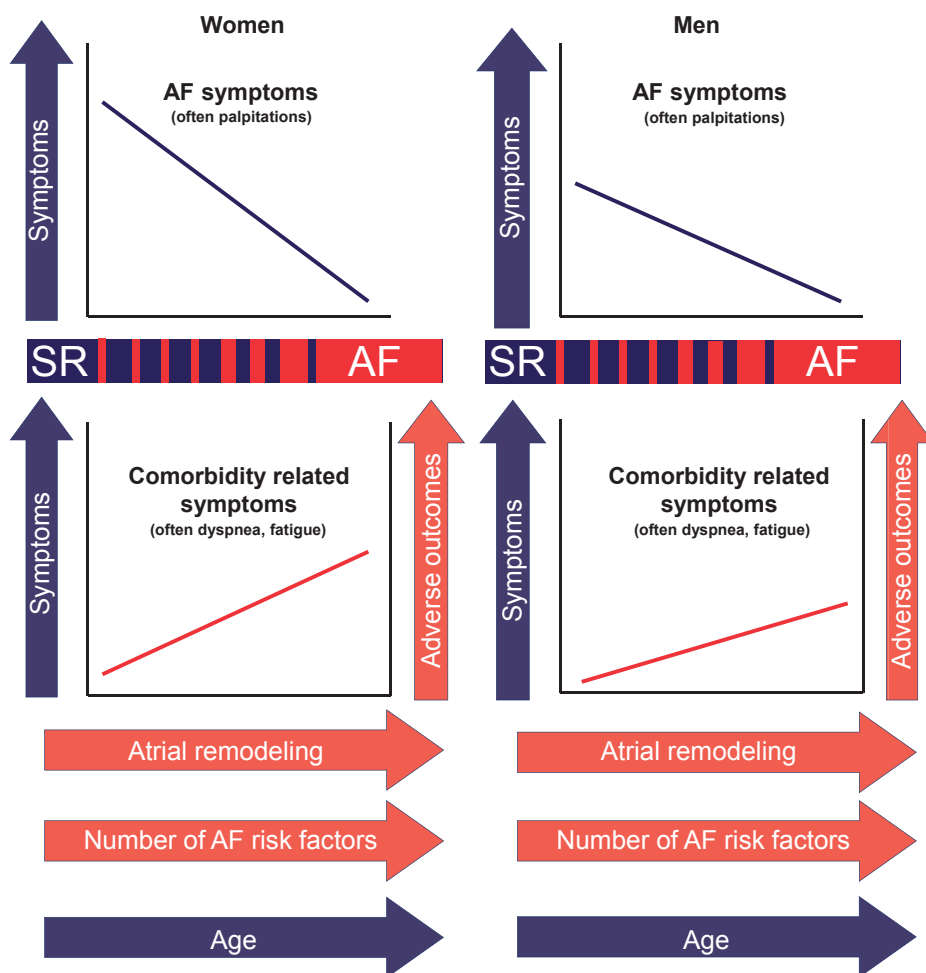 Women
Symptoms
AF symptoms
(often palpitations)
SR
AF
Symptoms
Comorbidity related
symptoms
(often dyspnea, fatigue)
Adverse outcomes
Atrial remodeling
Number of AF risk factors
Age
Men
Symptoms
AF symptoms
(often palpitations)
SR
AF
Symptoms
Comorbidity related
symptoms
(often dyspnea, fatigue)
Adverse outcomes
Atrial remodeling
Number of AF risk factors
Age